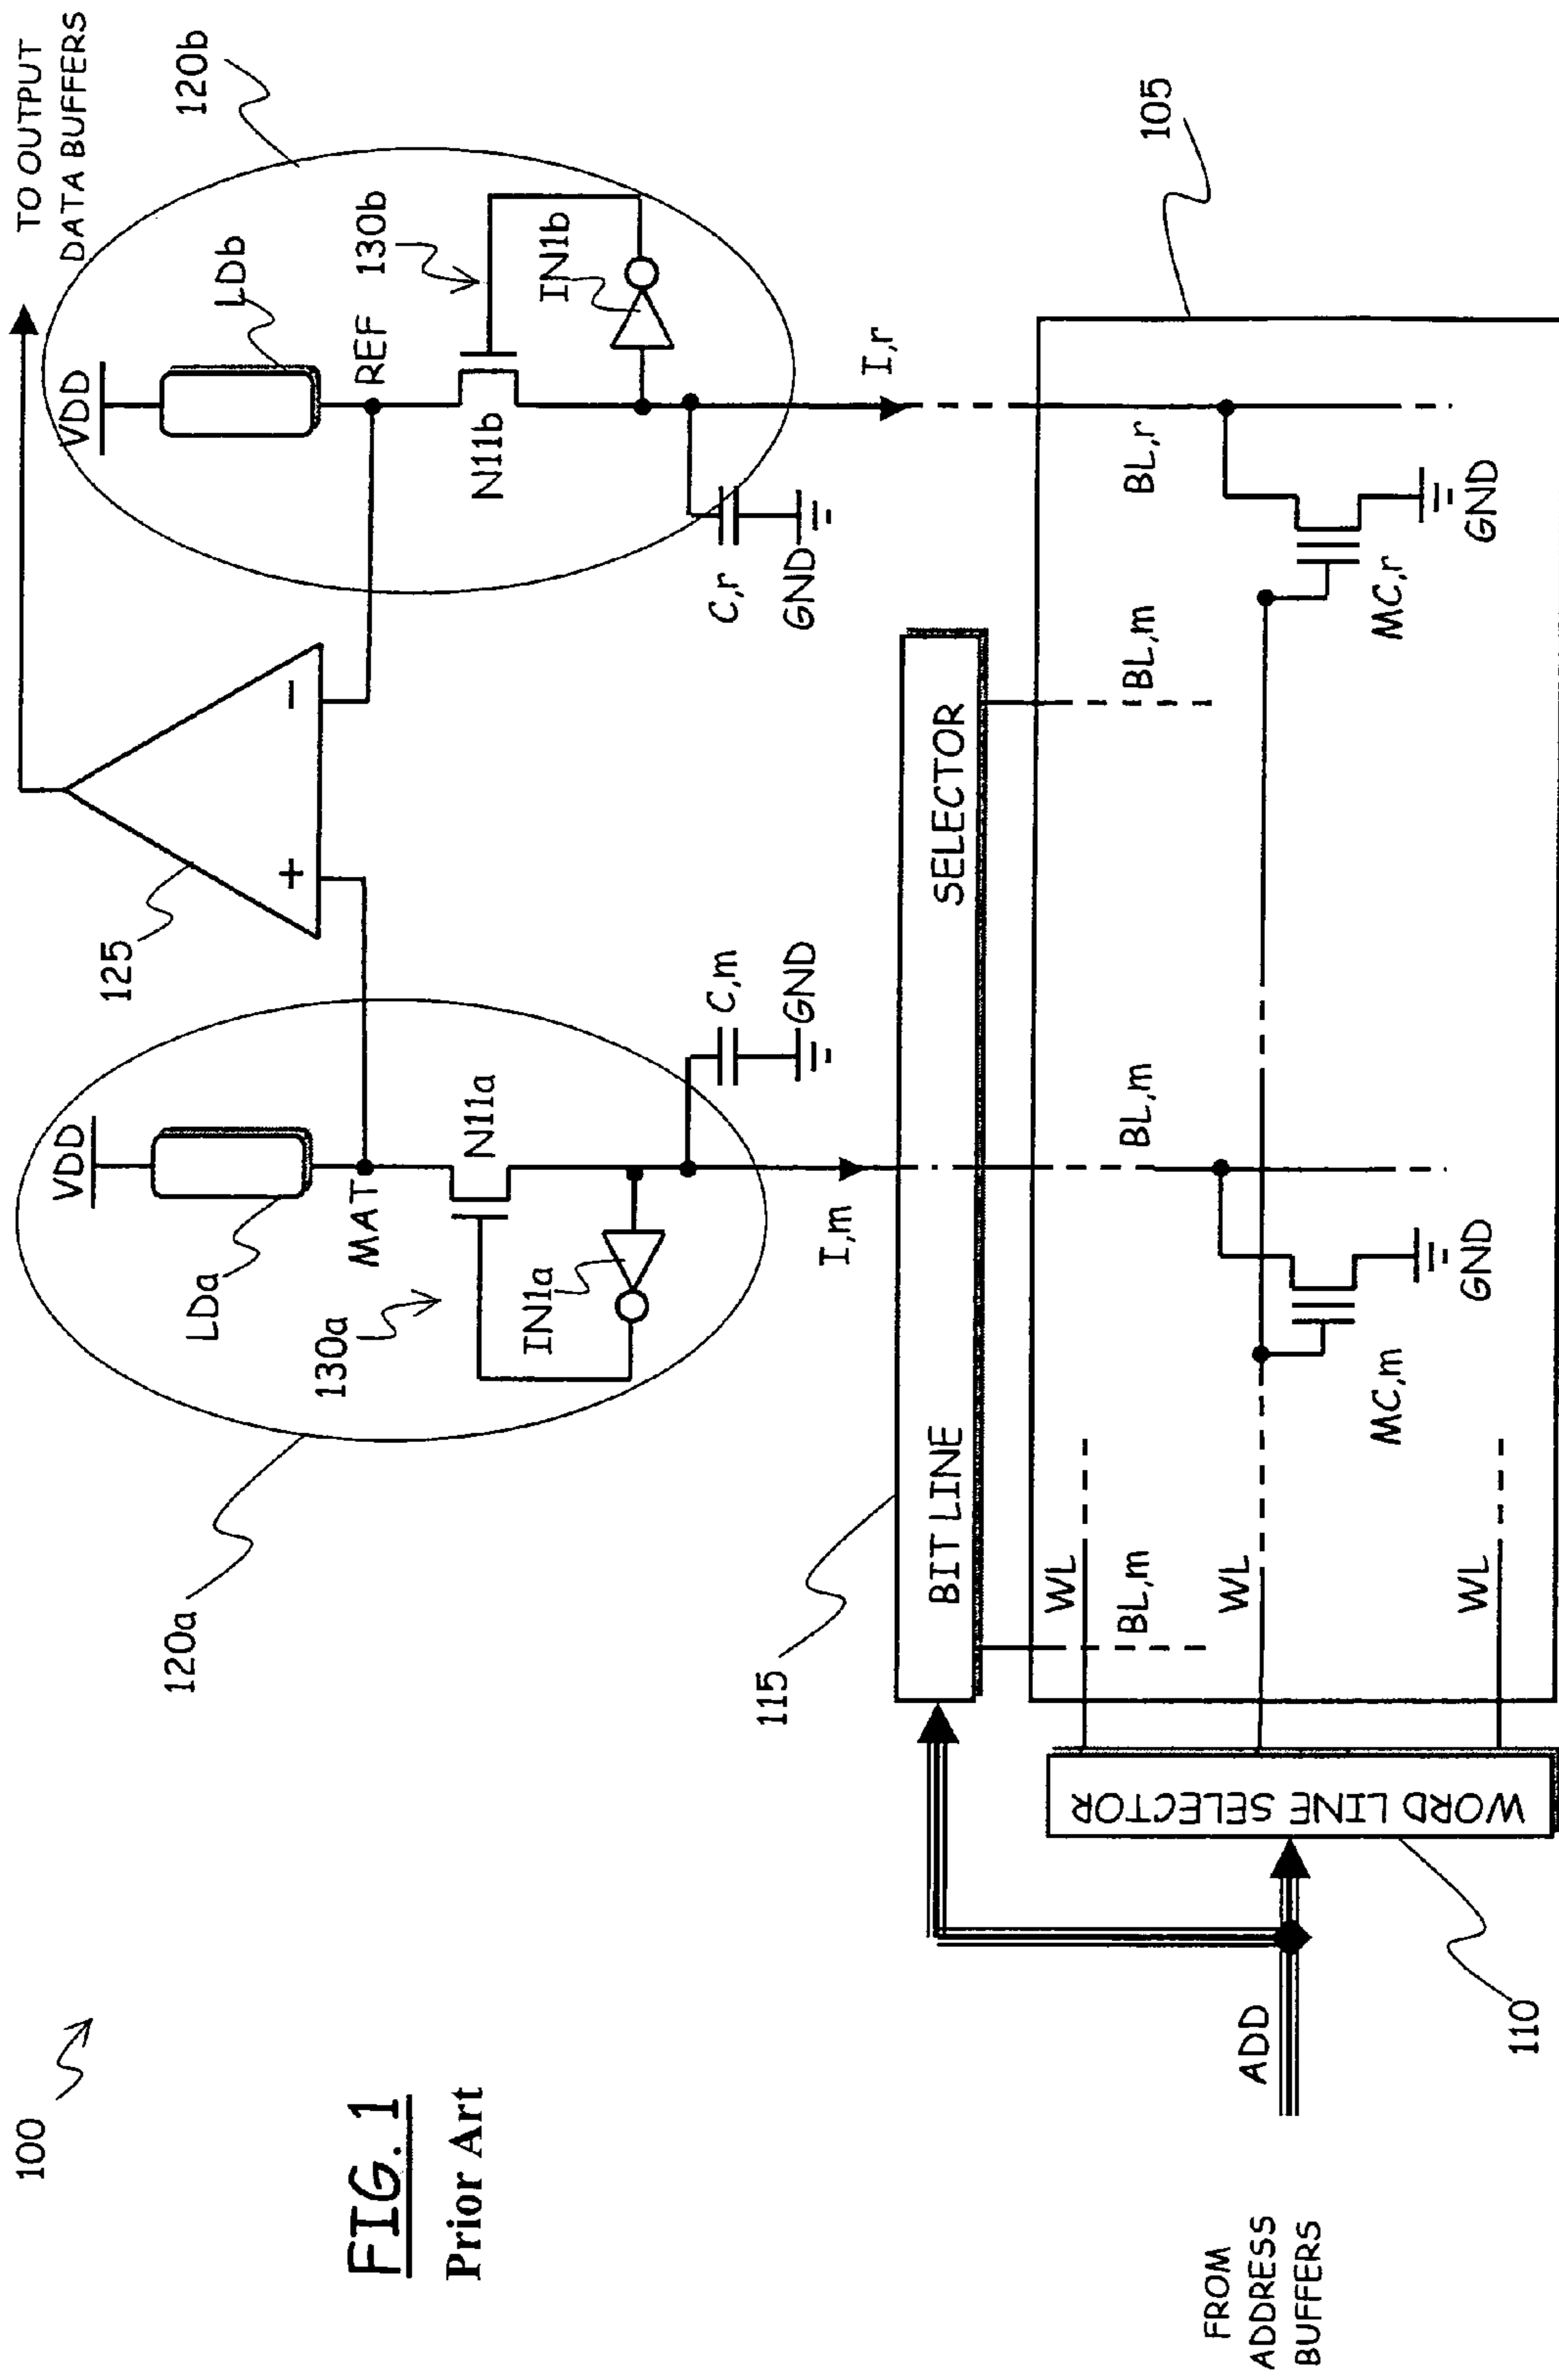 100
FIG. 1
Prior Art
TO OUTPUT
DATA BUFFERS
120a
120b
125
VDD
LDa
MAT
130a
N11a
IN1a
C,m
GND
I,m
VDD
LDb
REF
130b
N11b
IN1b
C,r
GND
I,r
+
−
115
BIT LINE
SELECTOR
105
BL,m
BL,m
BL,m
BL,r
WL
WL
WL
MC,m
GND
MC,r
GND
WORD LINE SELECTOR
110
ADD
FROM
ADDRESS
BUFFERS